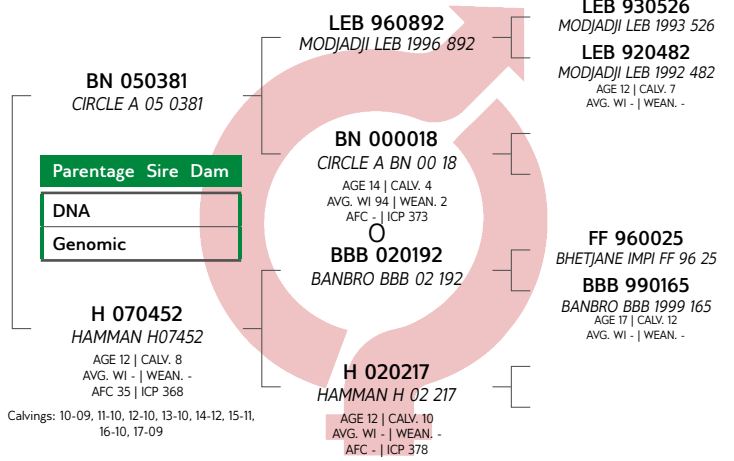 BN 050381
CIRCLE A 05 0381
Parentage Sire Dam
DNA
Genomic
H 070452
HAMMAN H07452
AGE 12 | CALV. 8
AVG. WI - | WEAN. -
AFC 35 | ICP 368
Calvings: 10-09, 11-10, 12-10, 13-10, 14-12, 15-11,
16-10, 17-09
LEB 960892
MODJADJI LEB 1996 892
BN 000018
CIRCLE A BN 00 18
AGE 14 | CALV. 4
AVG. WI 94 | WEAN. 2
AFC - | ICP 373
O
BBB 020192
BANBRO BBB 02 192
H 020217
HAMMAN H 02 217
AGE 12 | CALV. 10
AVG. WI - | WEAN. -
AFC - | ICP 378
LEB 930526
MODJADJI LEB 1993 526
LEB 920482
MODJADJI LEB 1992 482
AGE 12 | CALV. 7
AVG. WI - | WEAN. -
FF 960025
BHETJANE IMPI FF 96 25
BBB 990165
BANBRO BBB 1999 165
AGE 17 | CALV. 12
AVG. WI - | WEAN. -